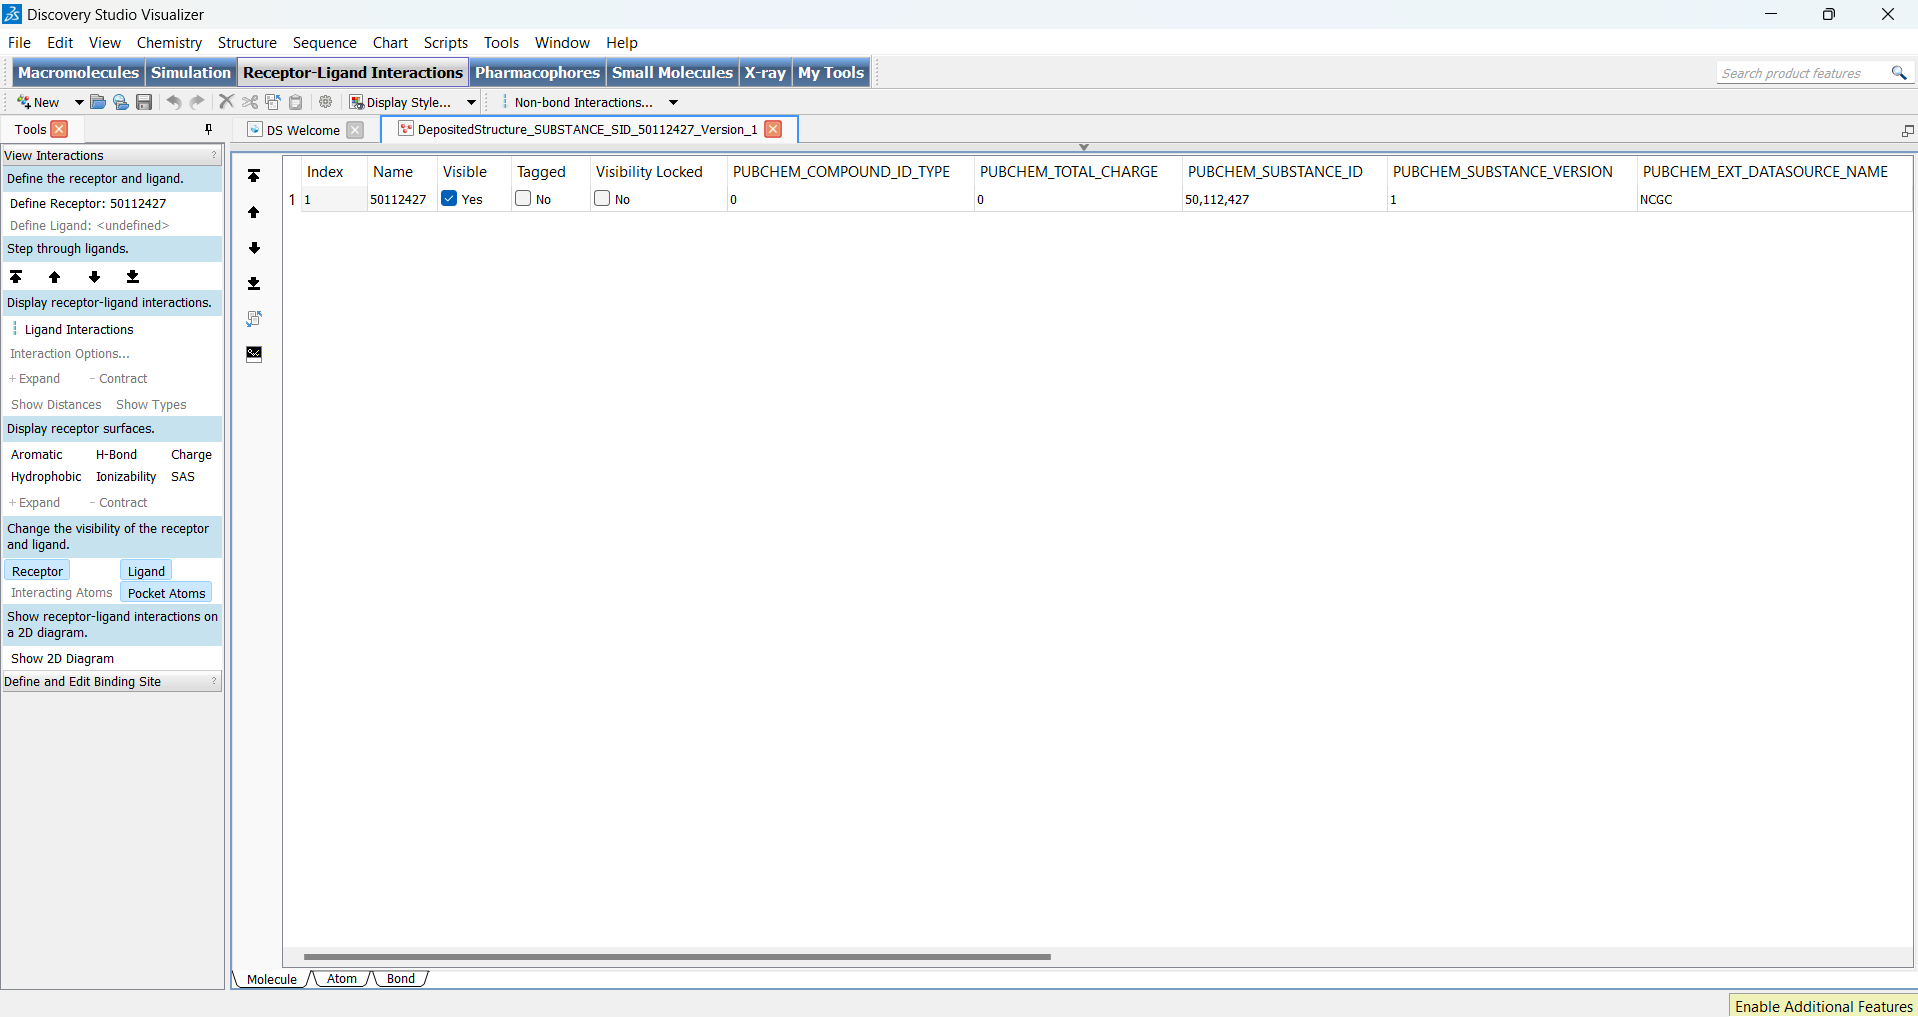 Discovery Studio Visualizer
File Edit View Chemistry Structure Sequence Chart Scripts Tools Window Help
Macromolecules Simulation Receptor-Ligand Interactions Pharmacophores Small Molecules X-ray My Tools
Search product features
New Display Style... Non-bond Interactions...
Tools
DS Welcome DepositedStructure_SUBSTANCE_SID_50112427_Version_1
View Interactions ?
Define the receptor and ligand.
Define Receptor: 50112427
Define Ligand: <undefined>
Step through ligands.
Display receptor-ligand interactions.
Ligand Interactions
Interaction Options...
+ Expand - Contract
Show Distances Show Types
Display receptor surfaces.
Aromatic H-Bond Charge
Hydrophobic Ionizability SAS
+ Expand - Contract
Change the visibility of the receptor
and ligand.
Receptor Ligand
Interacting Atoms Pocket Atoms
Show receptor-ligand interactions on
a 2D diagram.
Show 2D Diagram
Define and Edit Binding Site ?
Index Name Visible Tagged Visibility Locked PUBCHEM_COMPOUND_ID_TYPE PUBCHEM_TOTAL_CHARGE PUBCHEM_SUBSTANCE_ID PUBCHEM_SUBSTANCE_VERSION PUBCHEM_EXT_DATASOURCE_NAME
1 1 50112427 Yes No No 0 0 50,112,427 1 NCGC
Molecule Atom Bond
Enable Additional Features